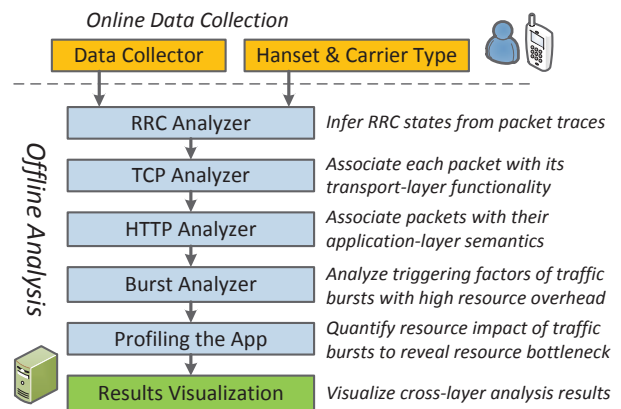 Online Data Collection
Data Collector
Hanset & Carrier Type
Offline Analysis
RRC Analyzer
Infer RRC states from packet traces
TCP Analyzer
Associate each packet with its
transport-layer functionality
HTTP Analyzer
Associate packets with their
application-layer semantics
Burst Analyzer
Analyze triggering factors of traffic
bursts with high resource overhead
Profiling the App
Quantify resource impact of traffic
bursts to reveal resource bottleneck
Results Visualization
Visualize cross-layer analysis results